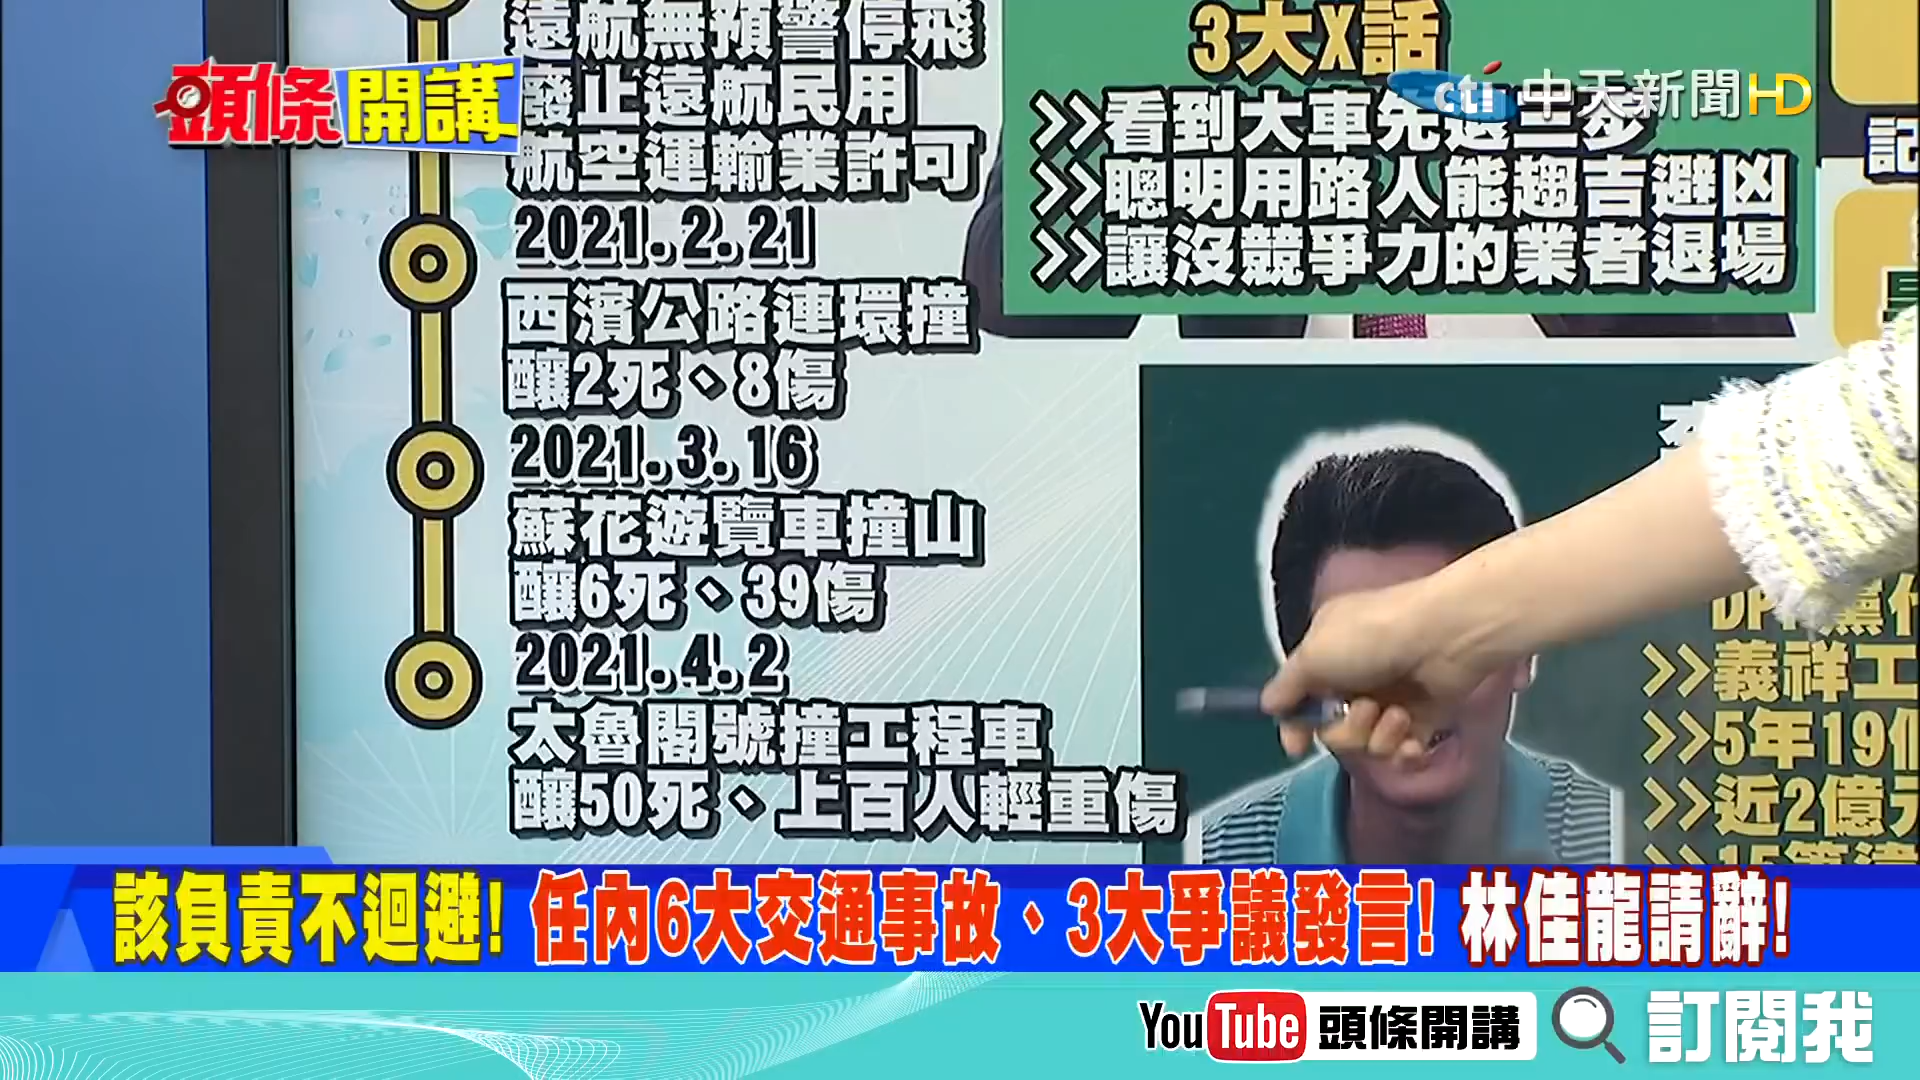 頭條開講
遠航無預警停飛
廢止遠航民用
航空運輸業許可
2021.2.21
西濱公路連環撞
釀2死、8傷
2021.3.16
蘇花遊覽車撞山
釀6死、39傷
2021.4.2
太魯閣號撞工程車
釀50死、上百人輕重傷
3大X話
cti 中天新聞HD
>>看到大車先退三步
>>聰明用路人能趨吉避凶
>>讓沒競爭力的業者退場
記
>>義祥工
>>5年19個
>>近2億元
該負責不迴避! 任內6大交通事故、3大爭議發言! 林佳龍請辭!
YouTube 頭條開講
訂閱我